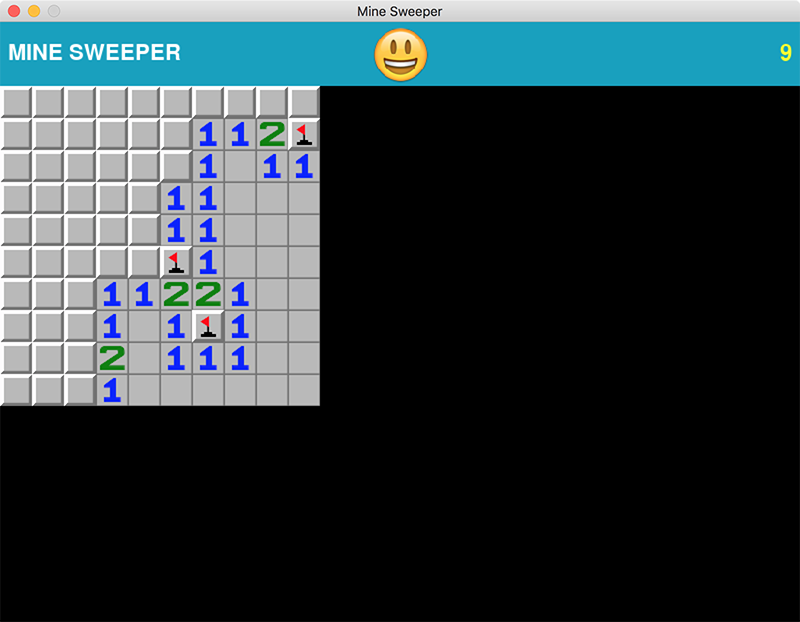 Mine Sweeper
MINE SWEEPER 9
1 1 2
1 1 1
1 1
1 1
1
1 1 2 2 1
1 1 1
2 1 1 1
1